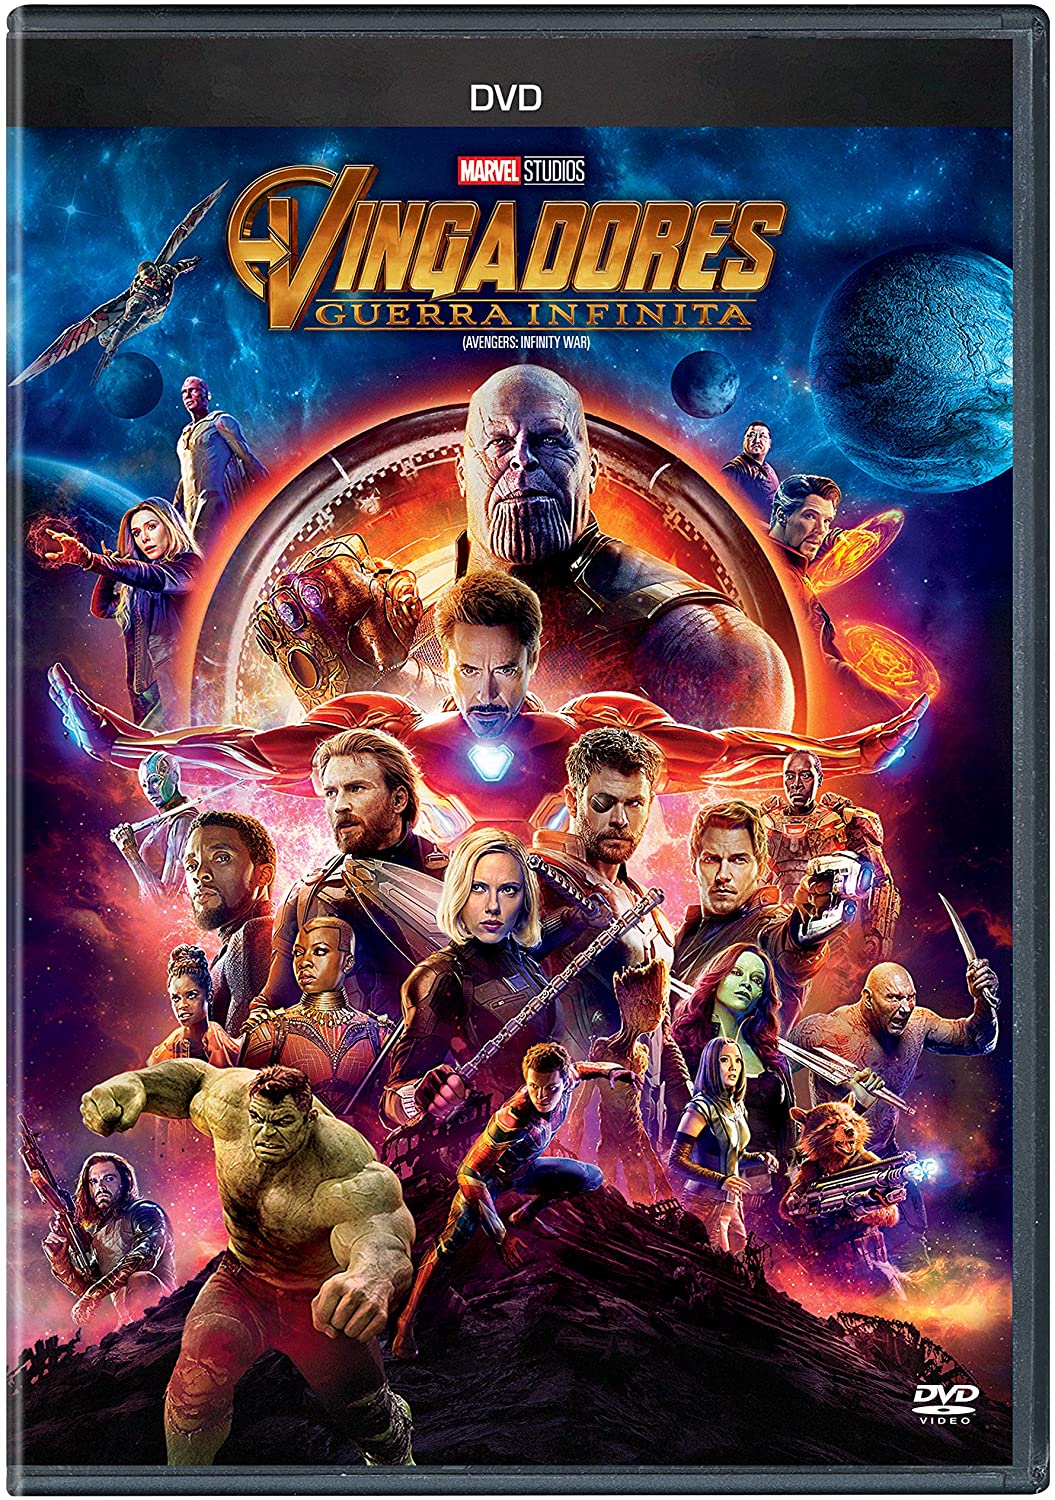 DVD
MARVEL STUDIOS
VINGADORES
GUERRA INFINITA
(AVENGERS: INFINITY WAR)
DVD
VIDEO